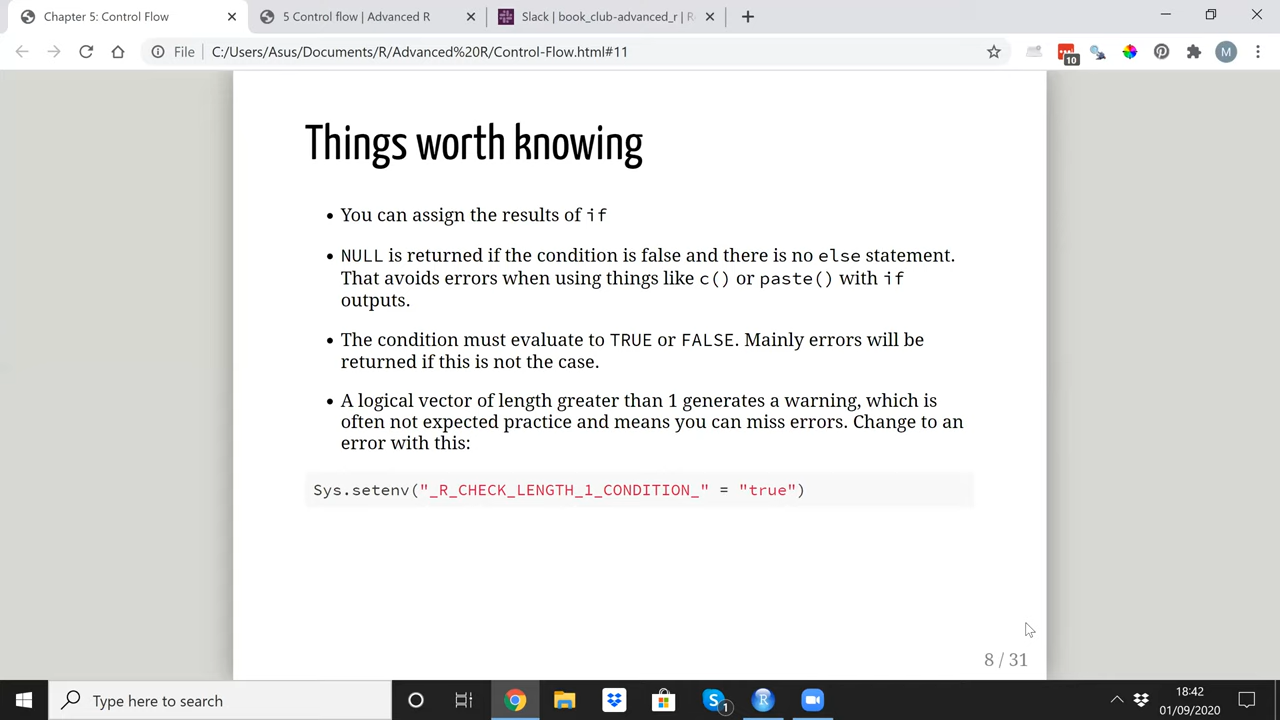 Chapter 5: Control Flow
5 Control flow | Advanced R
Slack | book_club-advanced_r | R
File
C:/Users/Asus/Documents/R/Advanced%20R/Control-Flow.html#11
10
M
Things worth knowing
• You can assign the results of if
• NULL is returned if the condition is false and there is no else statement.
That avoids errors when using things like c() or paste() with if
outputs.
• The condition must evaluate to TRUE or FALSE. Mainly errors will be
returned if this is not the case.
• A logical vector of length greater than 1 generates a warning, which is
often not expected practice and means you can miss errors. Change to an
error with this:
Sys.setenv("_R_CHECK_LENGTH_1_CONDITION_" = "true")
8 / 31
Type here to search
S
1
R
18:42
01/09/2020